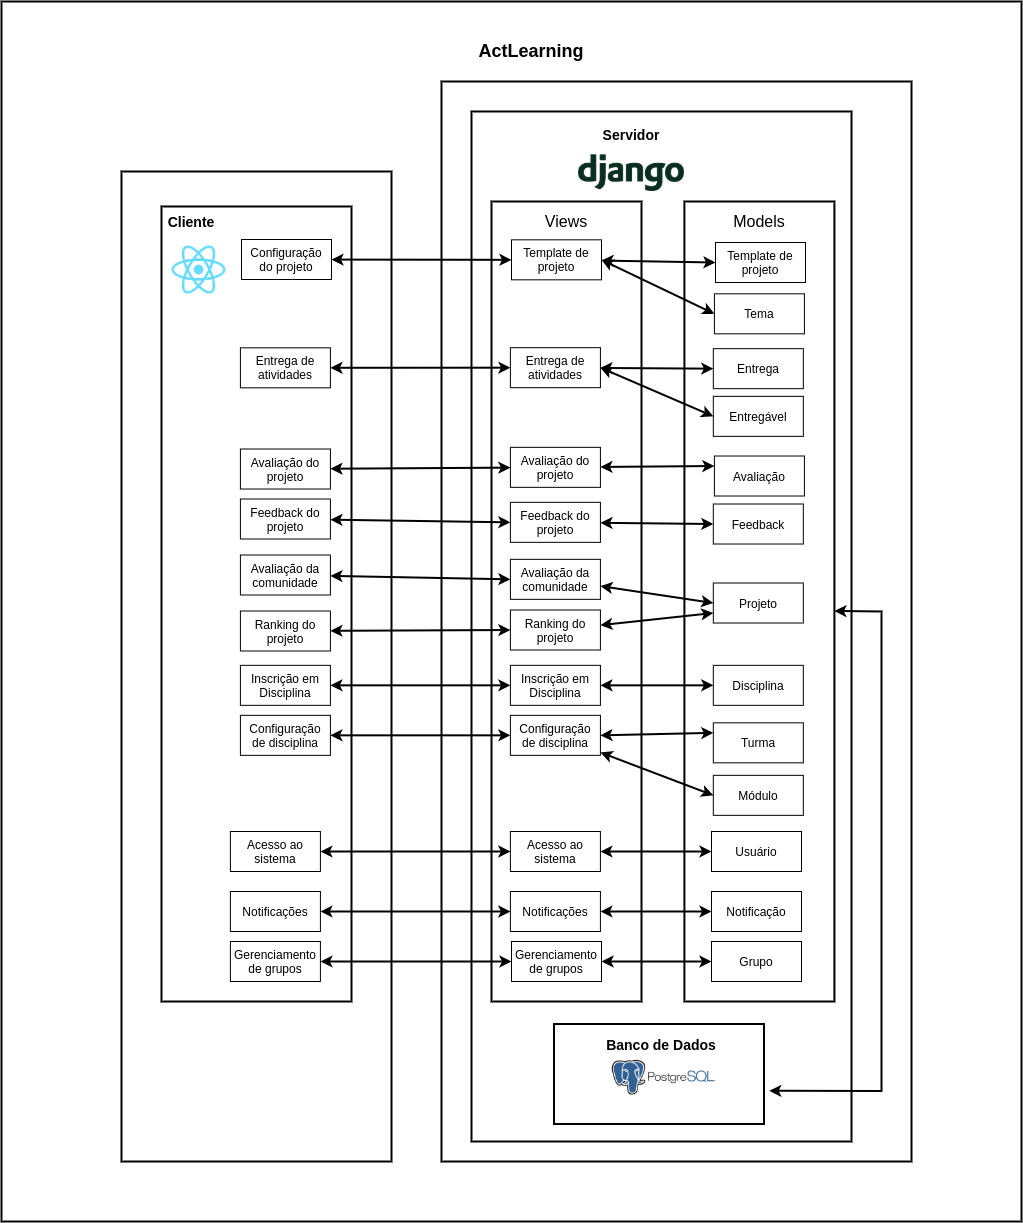 ActLearning
Servidor
django
Cliente
Views
Models
Configuração
do projeto
Template de
projeto
Template de
projeto
Tema
Entrega de
atividades
Entrega de
atividades
Entrega
Entregável
Avaliação do
projeto
Avaliação do
projeto
Avaliação
Feedback do
projeto
Feedback do
projeto
Feedback
Avaliação da
comunidade
Avaliação da
comunidade
Projeto
Ranking do
projeto
Ranking do
projeto
Inscrição em
Disciplina
Inscrição em
Disciplina
Disciplina
Configuração
de disciplina
Configuração
de disciplina
Turma
Módulo
Acesso ao
sistema
Acesso ao
sistema
Usuário
Notificações
Notificações
Notificação
Gerenciamento
de grupos
Gerenciamento
de grupos
Grupo
Banco de Dados
PostgreSQL